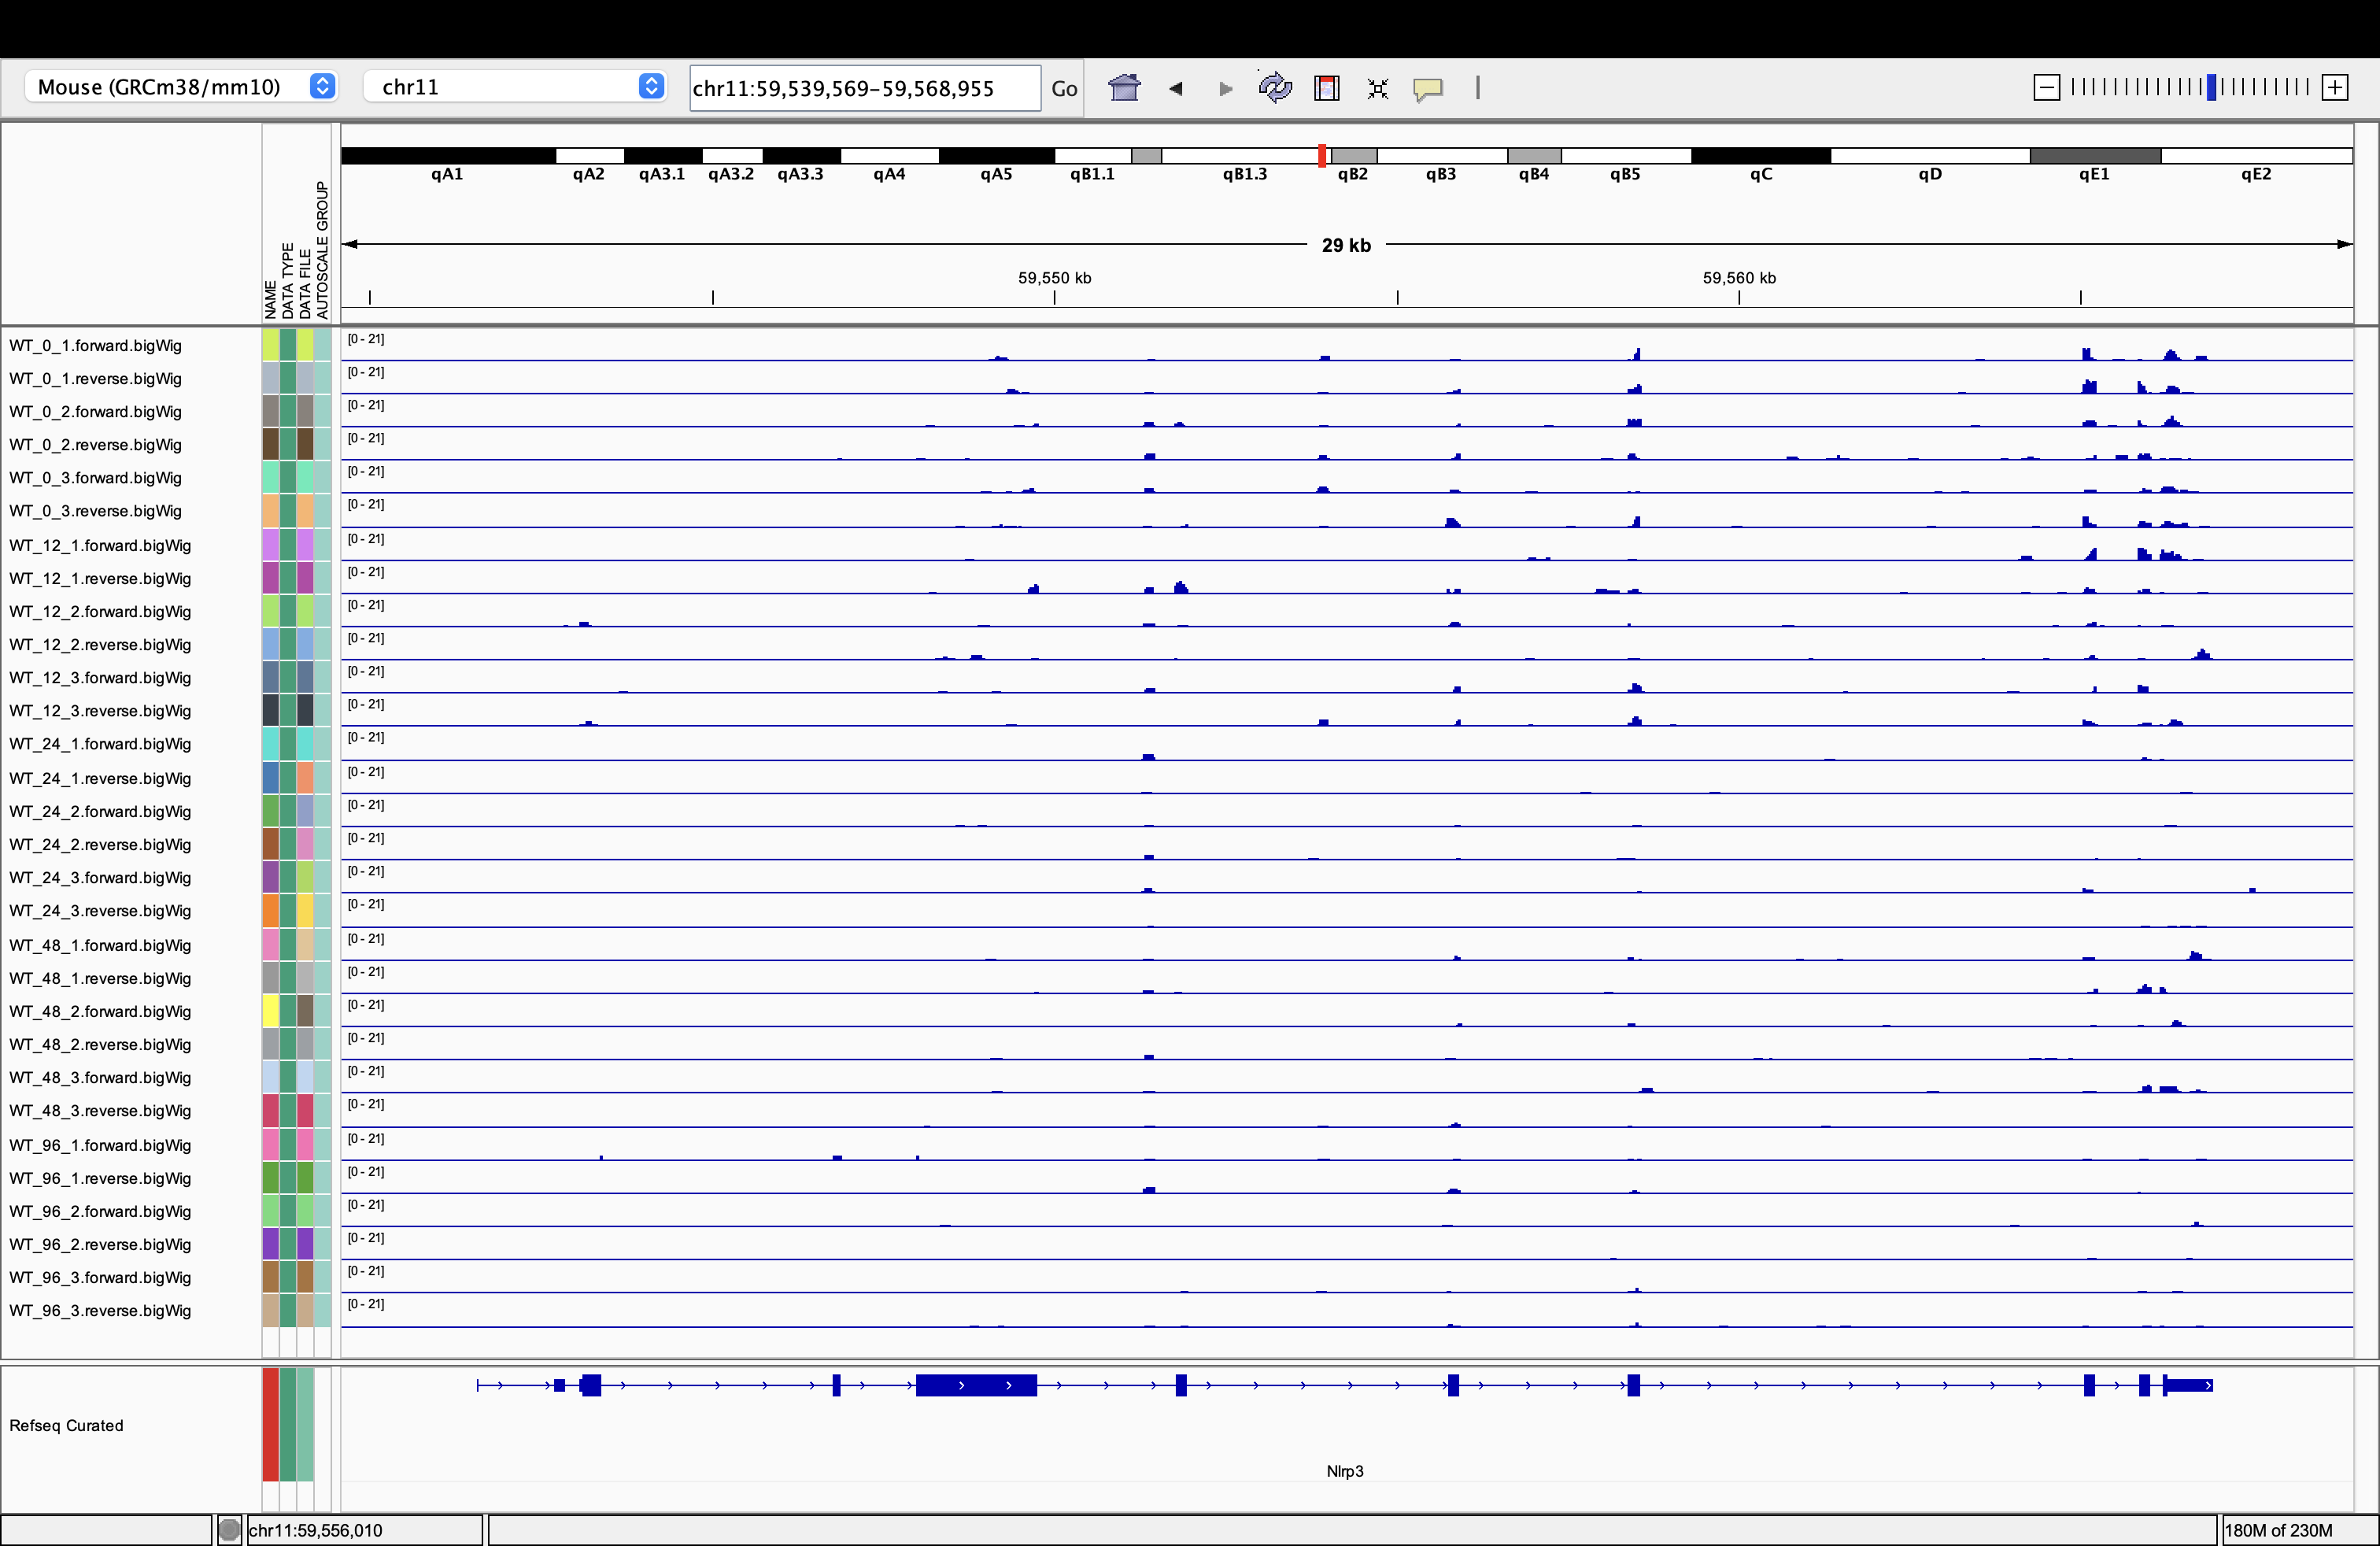 Mouse (GRCm38/mm10) chr11 chr11:59,539,569-59,568,955 Go
qA1 qA2 qA3.1 qA3.2 qA3.3 qA4 qA5 qB1.1 qB1.3 qB2 qB3 qB4 qB5 qC qD qE1 qE2
NAME
DATA TYPE
DATA FILE
AUTOSCALE GROUP
29 kb
59,550 kb 59,560 kb
WT_0_1.forward.bigWig [0 - 21]
WT_0_1.reverse.bigWig [0 - 21]
WT_0_2.forward.bigWig [0 - 21]
WT_0_2.reverse.bigWig [0 - 21]
WT_0_3.forward.bigWig [0 - 21]
WT_0_3.reverse.bigWig [0 - 21]
WT_12_1.forward.bigWig [0 - 21]
WT_12_1.reverse.bigWig [0 - 21]
WT_12_2.forward.bigWig [0 - 21]
WT_12_2.reverse.bigWig [0 - 21]
WT_12_3.forward.bigWig [0 - 21]
WT_12_3.reverse.bigWig [0 - 21]
WT_24_1.forward.bigWig [0 - 21]
WT_24_1.reverse.bigWig [0 - 21]
WT_24_2.forward.bigWig [0 - 21]
WT_24_2.reverse.bigWig [0 - 21]
WT_24_3.forward.bigWig [0 - 21]
WT_24_3.reverse.bigWig [0 - 21]
WT_48_1.forward.bigWig [0 - 21]
WT_48_1.reverse.bigWig [0 - 21]
WT_48_2.forward.bigWig [0 - 21]
WT_48_2.reverse.bigWig [0 - 21]
WT_48_3.forward.bigWig [0 - 21]
WT_48_3.reverse.bigWig [0 - 21]
WT_96_1.forward.bigWig [0 - 21]
WT_96_1.reverse.bigWig [0 - 21]
WT_96_2.forward.bigWig [0 - 21]
WT_96_2.reverse.bigWig [0 - 21]
WT_96_3.forward.bigWig [0 - 21]
WT_96_3.reverse.bigWig [0 - 21]
Refseq Curated
Nlrp3
chr11:59,556,010 180M of 230M